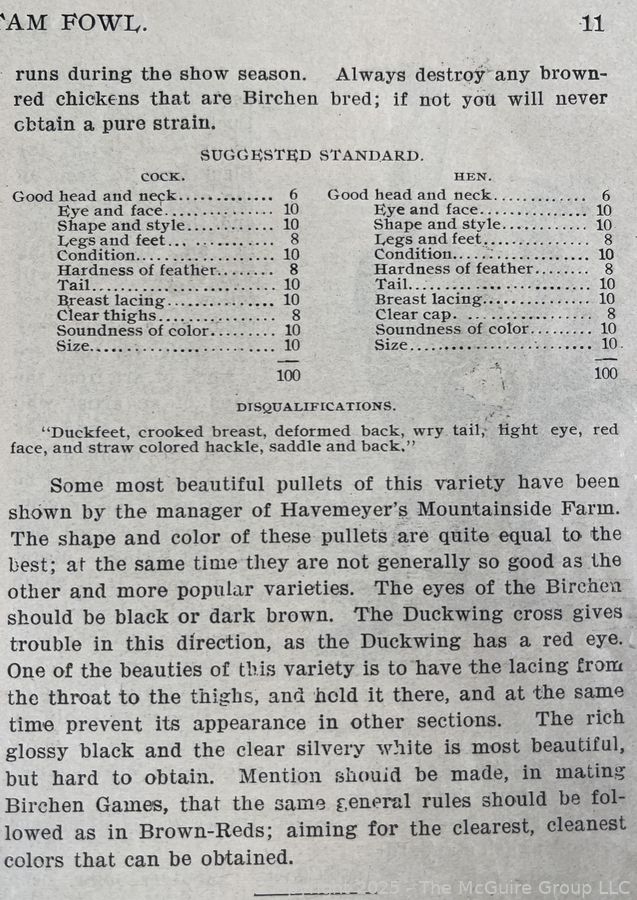 'AM FOWL. 11
runs during the show season. Always destroy any brown-
red chickens that are Birchen bred; if not you will never
obtain a pure strain.
SUGGESTED STANDARD.
COCK. HEN.
Good head and neck............. 6 Good head and neck............. 6
Eye and face............... 10 Eye and face............... 10
Shape and style............ 10 Shape and style............ 10
Legs and feet... ........... 8 Legs and feet.............. 8
Condition.................. 10 Condition.................. 10
Hardness of feather........ 8 Hardness of feather........ 8
Tail....................... 10 Tail....................... 10
Breast lacing.............. 10 Breast lacing.............. 10
Clear thighs............... 8 Clear cap. ............... 8
Soundness of color......... 10 Soundness of color......... 10
Size....................... 10 Size....................... 10
100 100
DISQUALIFICATIONS.
"Duckfeet, crooked breast, deformed back, wry tail, light eye, red
face, and straw colored hackle, saddle and back."
Some most beautiful pullets of this variety have been
shown by the manager of Havemeyer's Mountainside Farm.
The shape and color of these pullets are quite equal to the
best; at the same time they are not generally so good as the
other and more popular varieties. The eyes of the Birchen
should be black or dark brown. The Duckwing cross gives
trouble in this direction, as the Duckwing has a red eye.
One of the beauties of this variety is to have the lacing from
the throat to the thighs, and hold it there, and at the same
time prevent its appearance in other sections. The rich
glossy black and the clear silvery white is most beautiful,
but hard to obtain. Mention should be made, in mating
Birchen Games, that the same general rules should be fol-
lowed as in Brown-Reds; aiming for the clearest, cleanest
colors that can be obtained.
2025 - The McGuire Group LLC